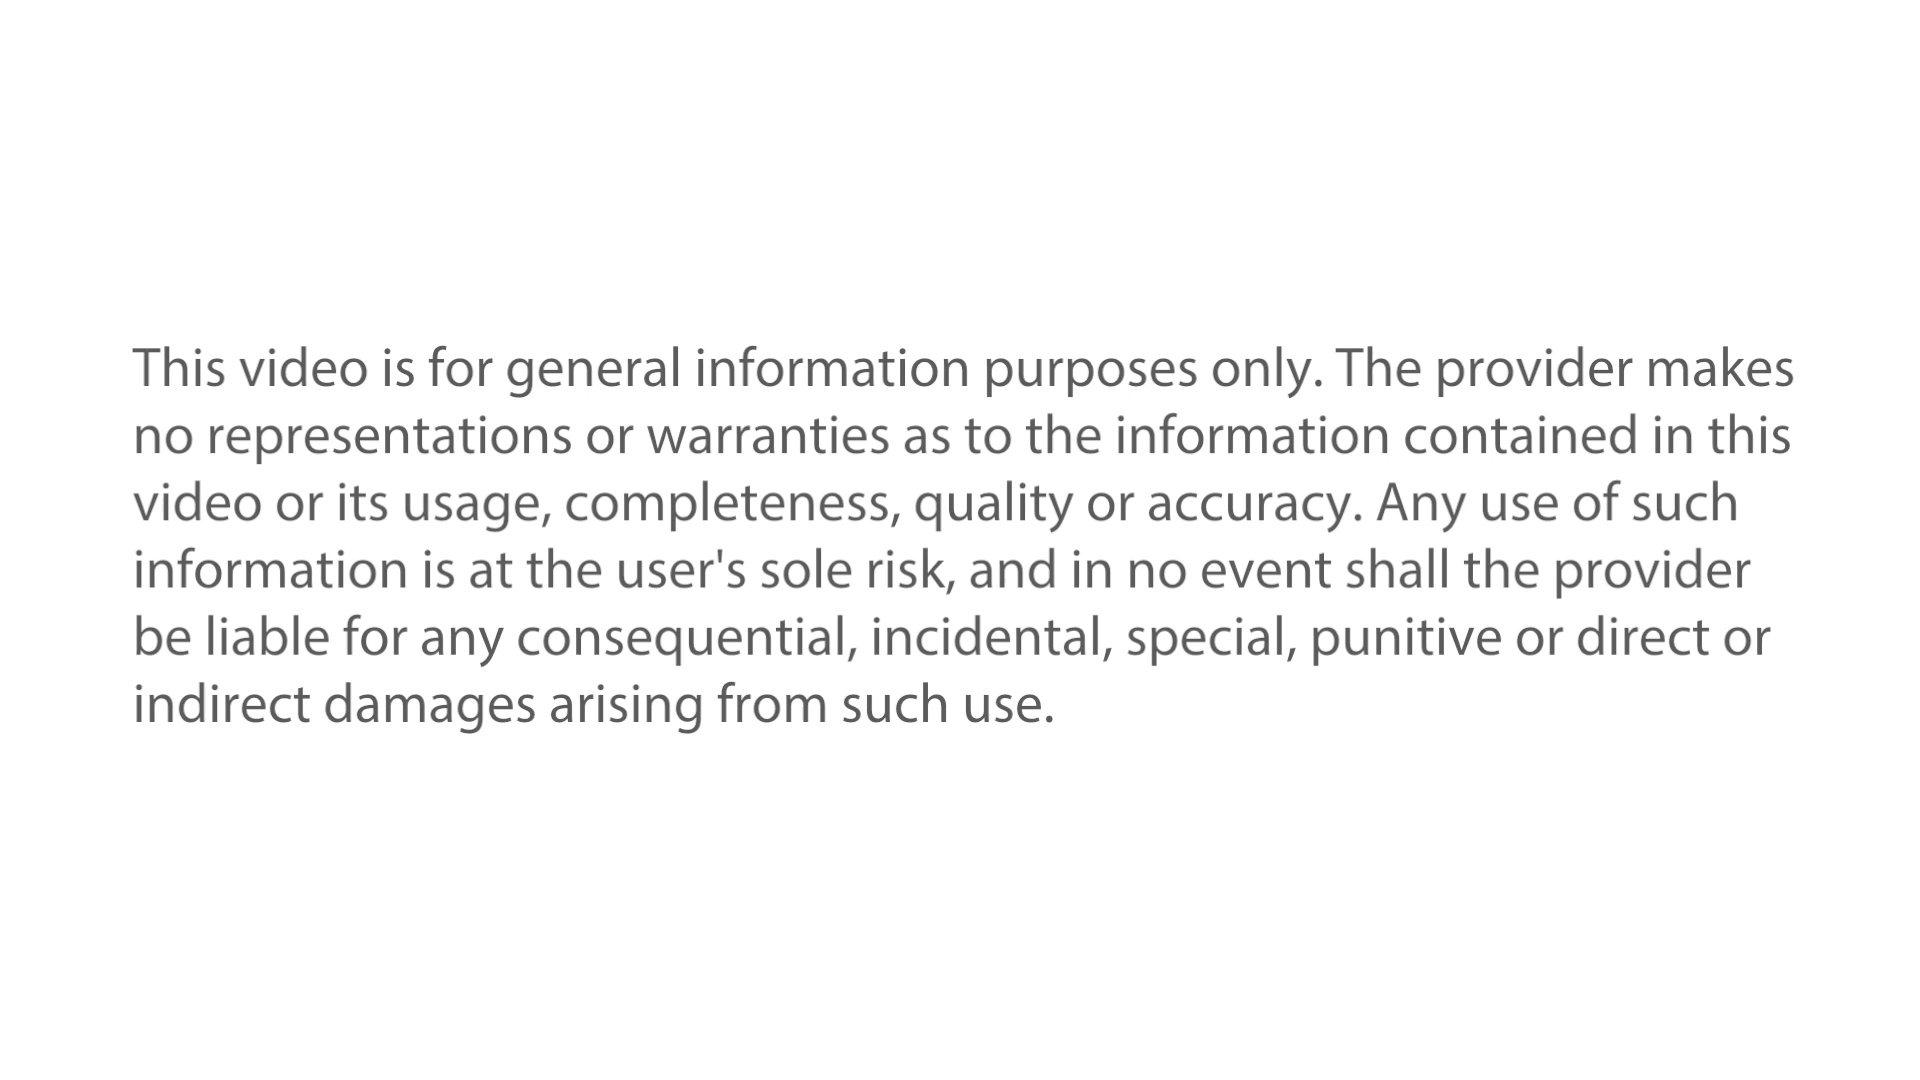 This video is for general information purposes only. The provider makes
no representations or warranties as to the information contained in this
video or its usage, completeness, quality or accuracy. Any use of such
information is at the user's sole risk, and in no event shall the provider
be liable for any consequential, incidental, special, punitive or direct or
indirect damages arising from such use.